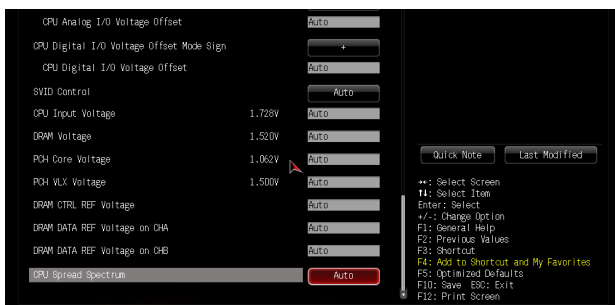 CPU Analog I/O Voltage Offset Auto
CPU Digital I/O Voltage Offset Mode Sign +
CPU Digital I/O Voltage Offset Auto
SVID Control Auto
CPU Input Voltage 1.728V Auto
DRAM Voltage 1.520V Auto
PCH Core Voltage 1.062V Auto
PCH VLX Voltage 1.500V Auto
DRAM CTRL REF Voltage Auto
DRAM DATA REF Voltage on CHA Auto
DRAM DATA REF Voltage on CHB Auto
CPU Spread Spectrum Auto
Quick Note Last Modified
→←: Select Screen
↑↓: Select Item
Enter: Select
+/-: Change Option
F1: General Help
F2: Previous Values
F3: Shortcut
F4: Add to Shortcut and My Favorites
F5: Optimized Defaults
F10: Save ESC: Exit
F12: Print Screen